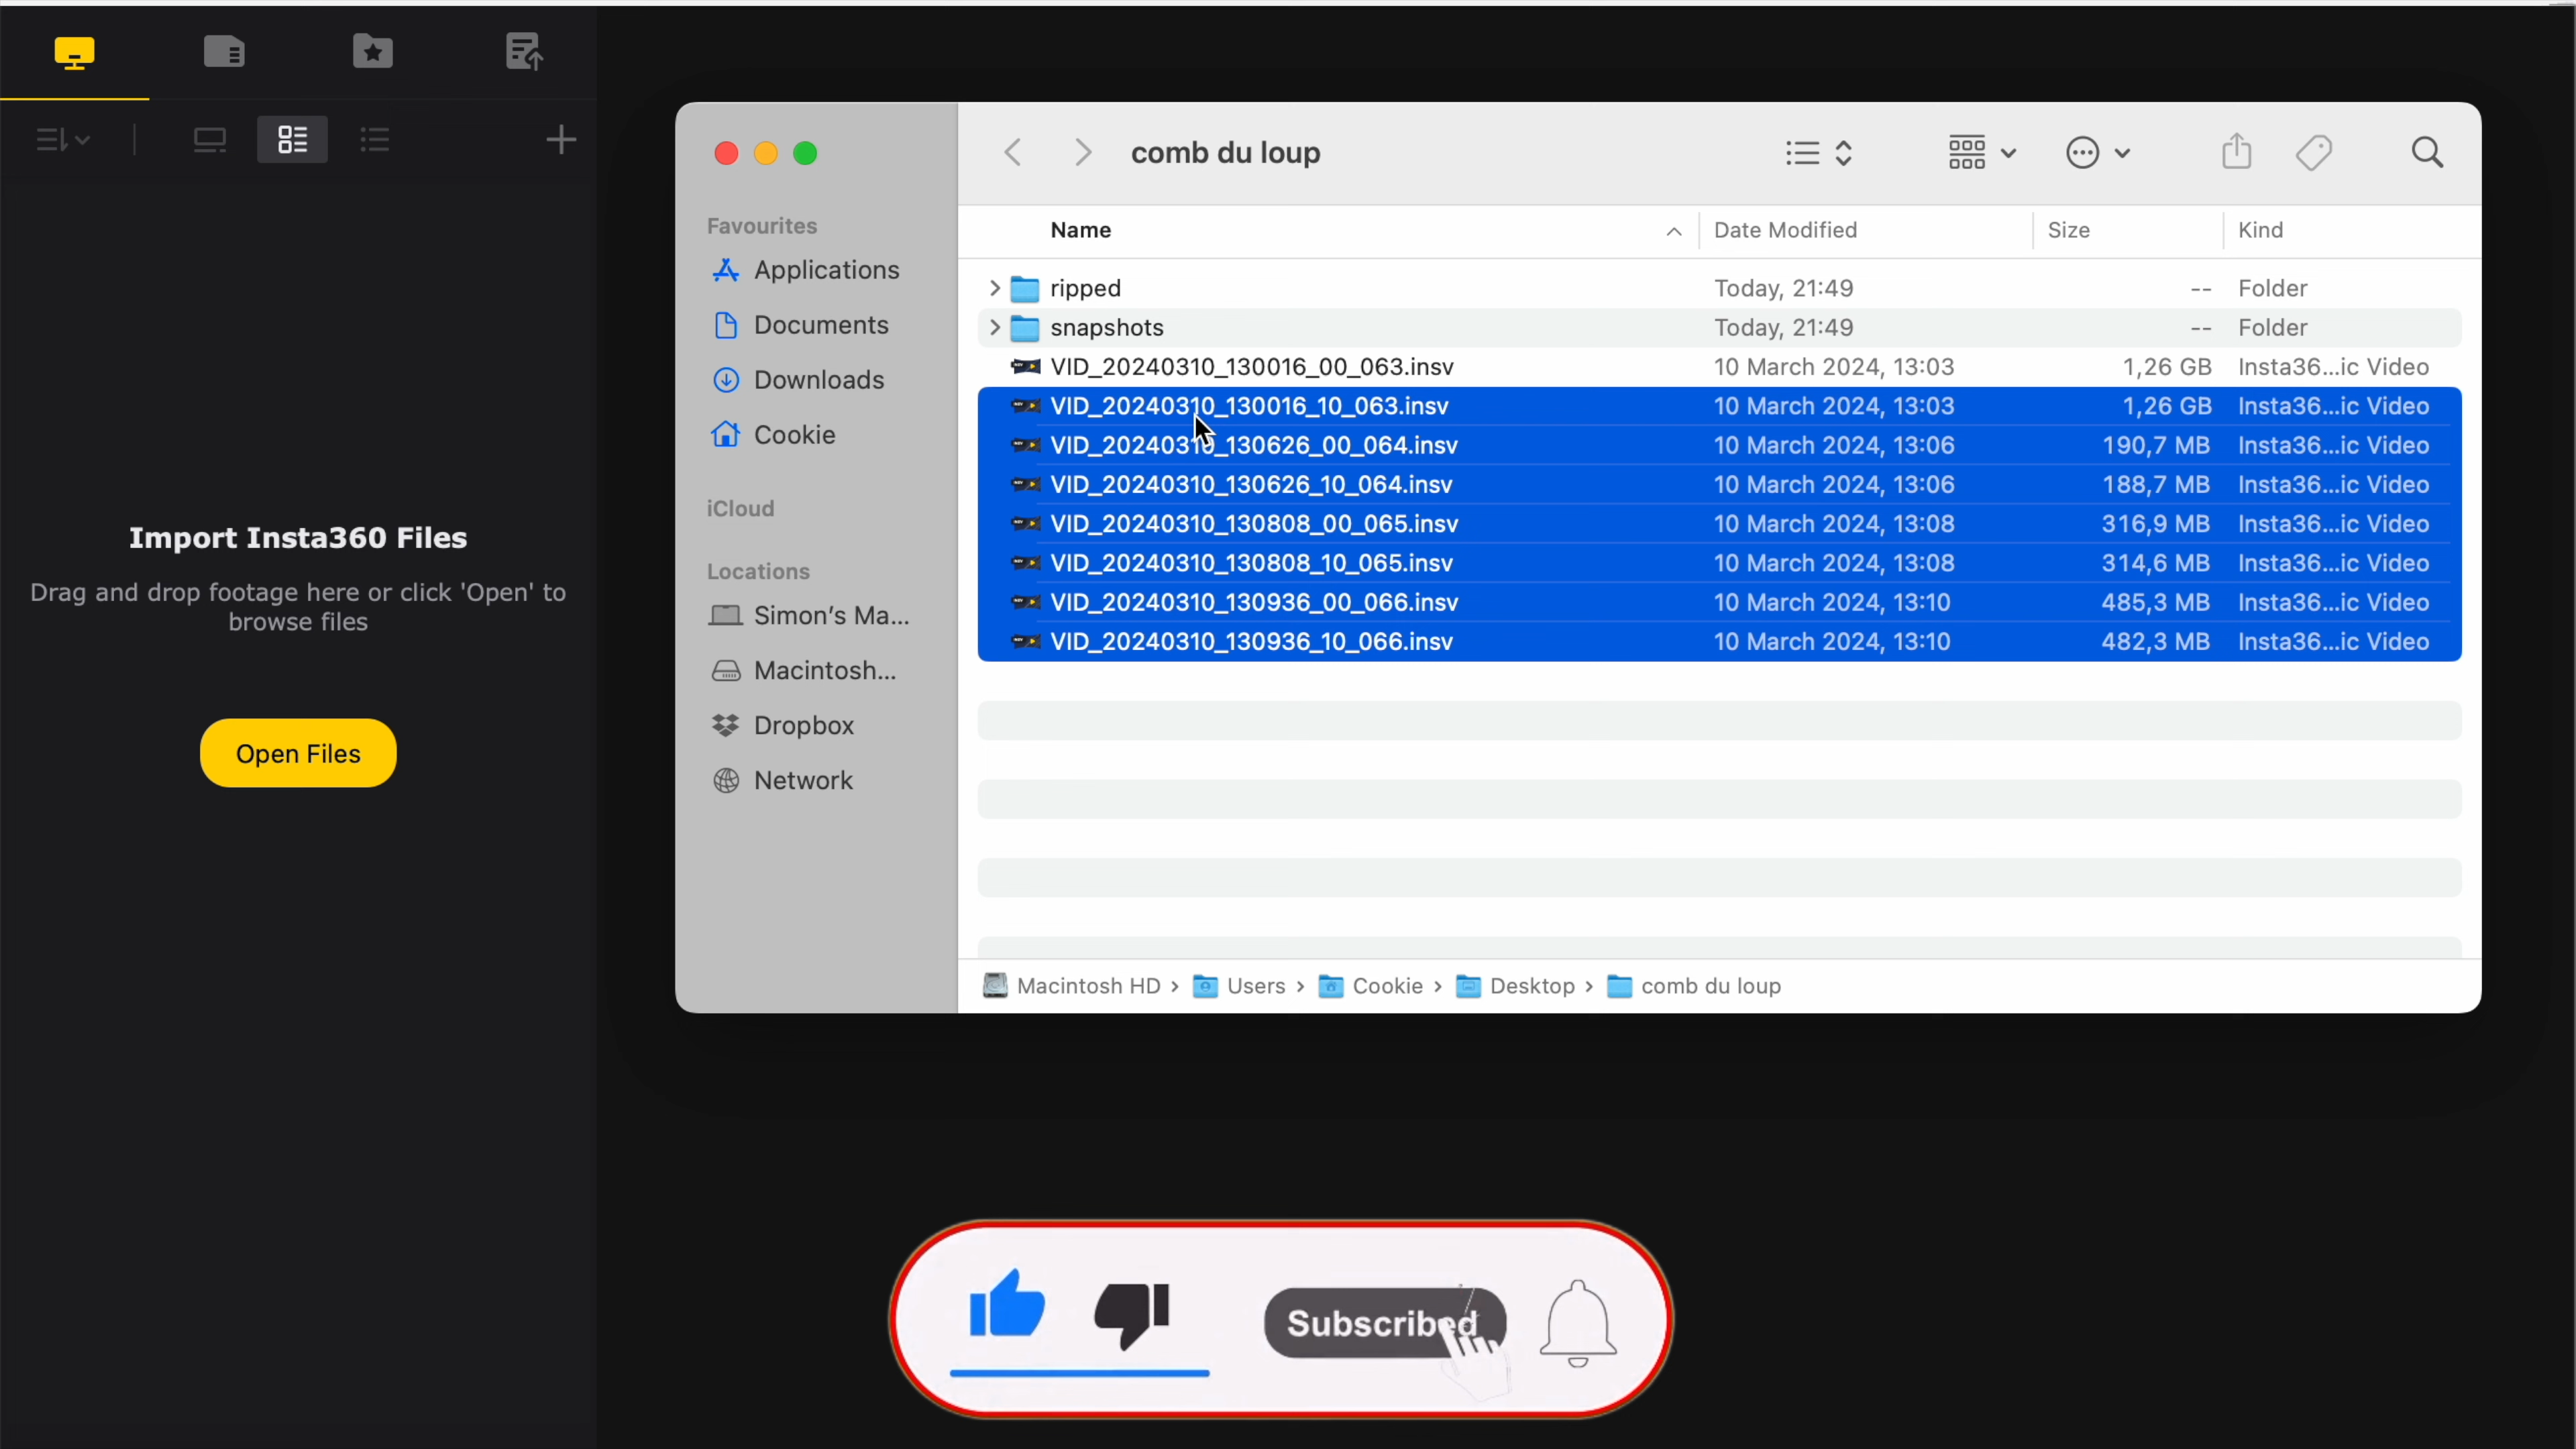 Import Insta360 Files
Drag and drop footage here or click 'Open' to
browse files
Open Files
Favourites
Applications
Documents
Downloads
Cookie
iCloud
Locations
Simon's Ma...
Macintosh...
Dropbox
Network
comb du loup
Name Date Modified Size Kind
ripped Today, 21:49 -- Folder
snapshots Today, 21:49 -- Folder
VID_20240310_130016_00_063.insv 10 March 2024, 13:03 1,26 GB Insta36...ic Video
VID_20240310_130016_10_063.insv 10 March 2024, 13:03 1,26 GB Insta36...ic Video
VID_20240310_130626_00_064.insv 10 March 2024, 13:06 190,7 MB Insta36...ic Video
VID_20240310_130626_10_064.insv 10 March 2024, 13:06 188,7 MB Insta36...ic Video
VID_20240310_130808_00_065.insv 10 March 2024, 13:08 316,9 MB Insta36...ic Video
VID_20240310_130808_10_065.insv 10 March 2024, 13:08 314,6 MB Insta36...ic Video
VID_20240310_130936_00_066.insv 10 March 2024, 13:10 485,3 MB Insta36...ic Video
VID_20240310_130936_10_066.insv 10 March 2024, 13:10 482,3 MB Insta36...ic Video
Macintosh HD › Users › Cookie › Desktop › comb du loup
Subscribed